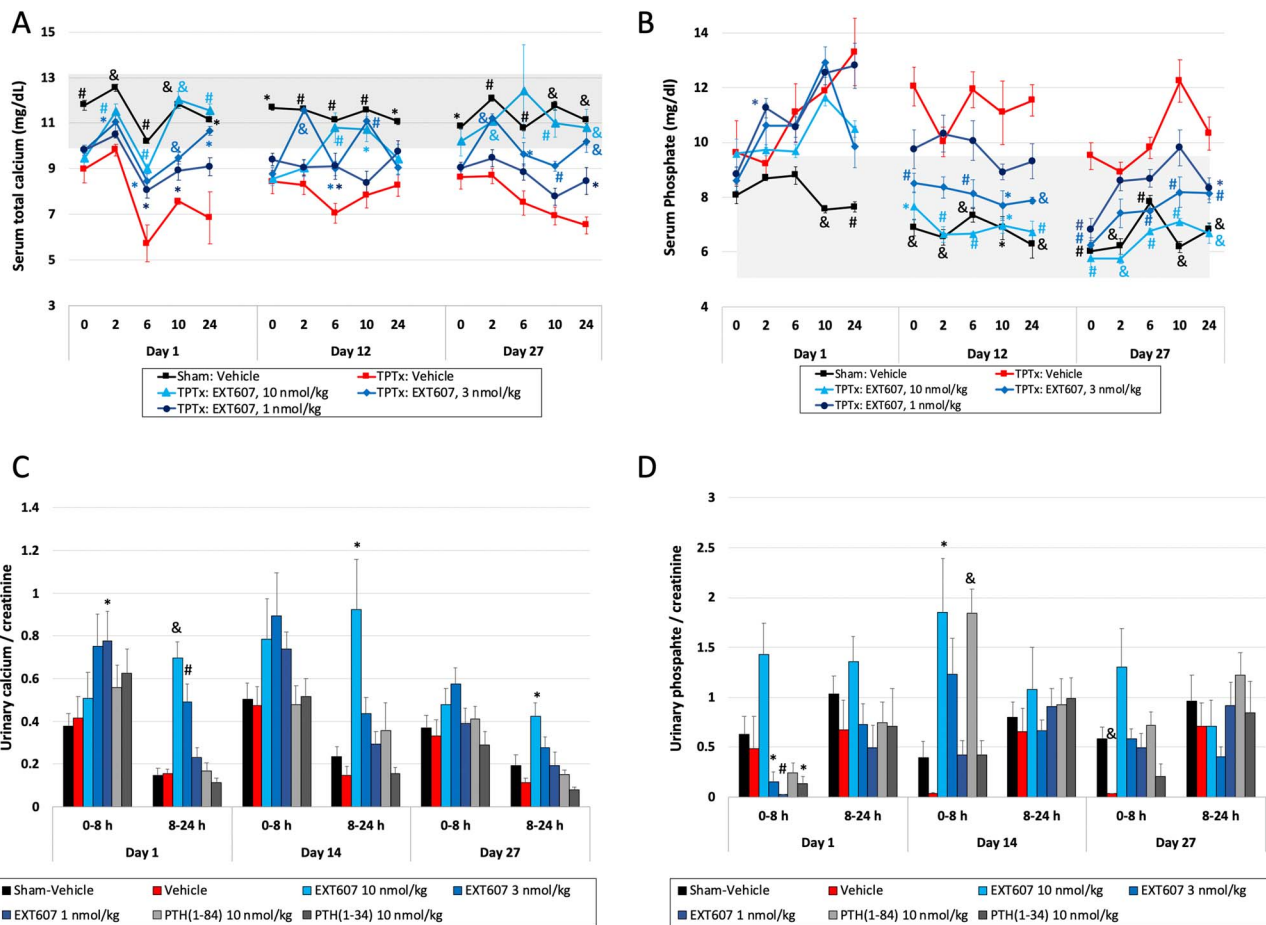 A
Serum total calcium (mg/dL)
15
13
11
9
7
5
3
# & # & & # * * # # # * * & # & # * &
# * # # * & * * * & # * * # * * & & * # & & *
0 2 6 10 24 0 2 6 10 24 0 2 6 10 24
Day 1 Day 12 Day 27
Sham: Vehicle TPTx: Vehicle
TPTx: EXT607, 10 nmol/kg TPTx: EXT607, 3 nmol/kg
TPTx: EXT607, 1 nmol/kg
B
Serum Phosphate (mg/dl)
14
12
10
8
6
4
* & # # # * & * # & # * # & & & * &
# # # & # & # # * # & & # & # # & &
0 2 6 10 24 0 2 6 10 24 0 2 6 10 24
Day 1 Day 12 Day 27
Sham: Vehicle TPTx: Vehicle
TPTx: EXT607, 10 nmol/kg TPTx: EXT607, 3 nmol/kg
TPTx: EXT607, 1 nmol/kg
C
Urinary calcium / creatinine
1.4
1.2
1
0.8
0.6
0.4
0.2
0
* & # * *
0-8 h 8-24 h 0-8 h 8-24 h 0-8 h 8-24 h
Day 1 Day 14 Day 27
Sham-Vehicle Vehicle EXT607 10 nmol/kg EXT607 3 nmol/kg
EXT607 1 nmol/kg PTH(1-84) 10 nmol/kg PTH(1-34) 10 nmol/kg
D
Urinary phospahte / creatinine
3
2.5
2
1.5
1
0.5
0
* # * * & &
0-8 h 8-24 h 0-8 h 8-24 h 0-8 h 8-24 h
Day 1 Day 14 Day 27
Sham-Vehicle Vehicle EXT607 10 nmol/kg EXT607 3 nmol/kg
EXT607 1 nmol/kg PTH(1-84) 10 nmol/kg PTH(1-34) 10 nmol/kg